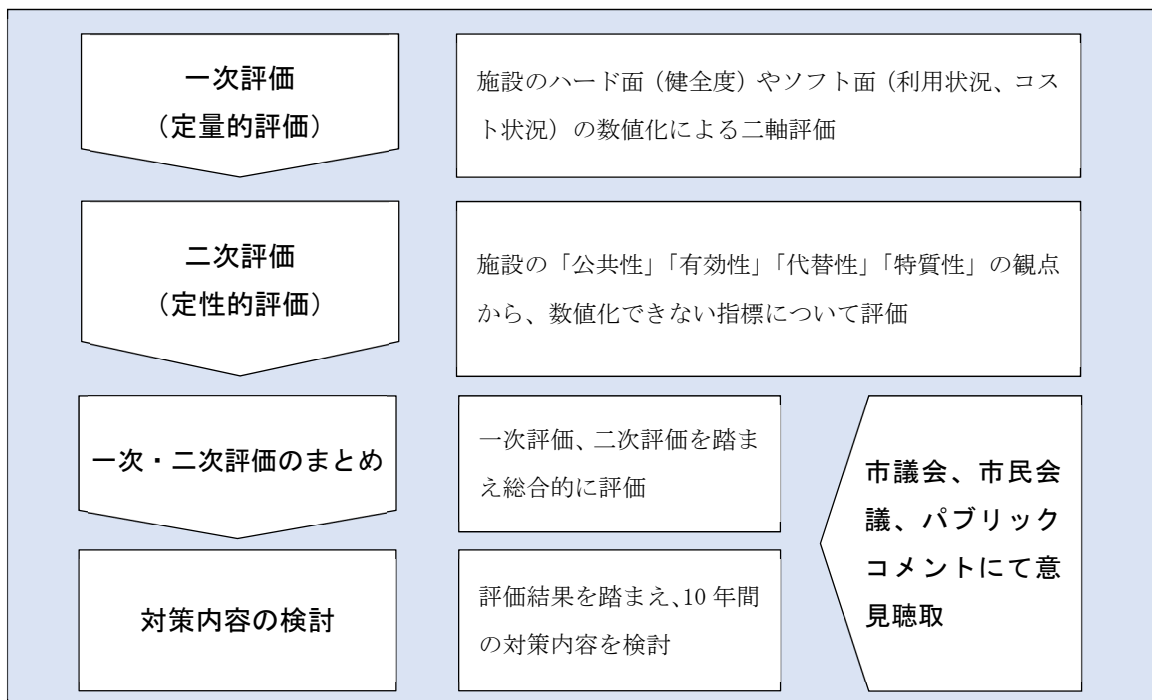 一次評価
（定量的評価）
施設のハード面（健全度）やソフト面（利用状況、コス
ト状況）の数値化による二軸評価
二次評価
（定性的評価）
施設の「公共性」「有効性」「代替性」「特質性」の観点
から、数値化できない指標について評価
一次・二次評価のまとめ
一次評価、二次評価を踏ま
え総合的に評価
対策内容の検討
評価結果を踏まえ、10 年間
の対策内容を検討
市議会、市民会
議、パブリック
コメントにて意
見聴取